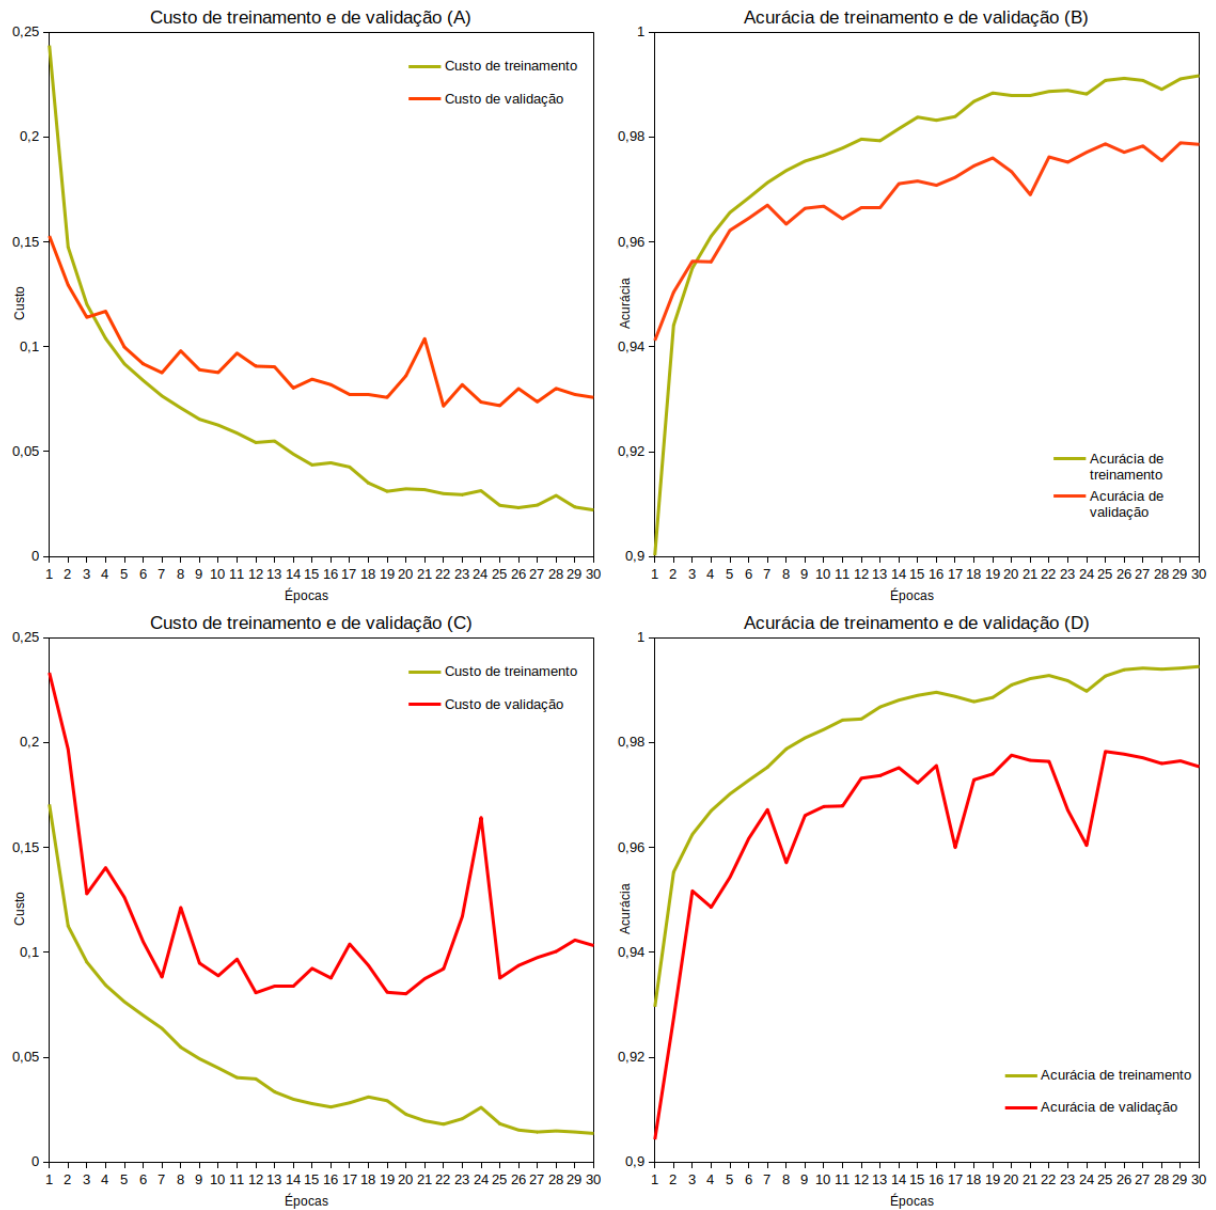 Custo de treinamento e de validação (A)
0,25
0,2
0,15
0,1
0,05
0
Custo
Custo de treinamento
Custo de validação
1 2 3 4 5 6 7 8 9 10 11 12 13 14 15 16 17 18 19 20 21 22 23 24 25 26 27 28 29 30
Épocas
Acurácia de treinamento e de validação (B)
1
0,98
0,96
0,94
0,92
0,9
Acurácia
Acurácia de
treinamento
Acurácia de
validação
1 2 3 4 5 6 7 8 9 10 11 12 13 14 15 16 17 18 19 20 21 22 23 24 25 26 27 28 29 30
Épocas
Custo de treinamento e de validação (C)
0,25
0,2
0,15
0,1
0,05
0
Custo
Custo de treinamento
Custo de validação
1 2 3 4 5 6 7 8 9 10 11 12 13 14 15 16 17 18 19 20 21 22 23 24 25 26 27 28 29 30
Épocas
Acurácia de treinamento e de validação (D)
1
0,98
0,96
0,94
0,92
0,9
Acurácia
Acurácia de treinamento
Acurácia de validação
1 2 3 4 5 6 7 8 9 10 11 12 13 14 15 16 17 18 19 20 21 22 23 24 25 26 27 28 29 30
Épocas